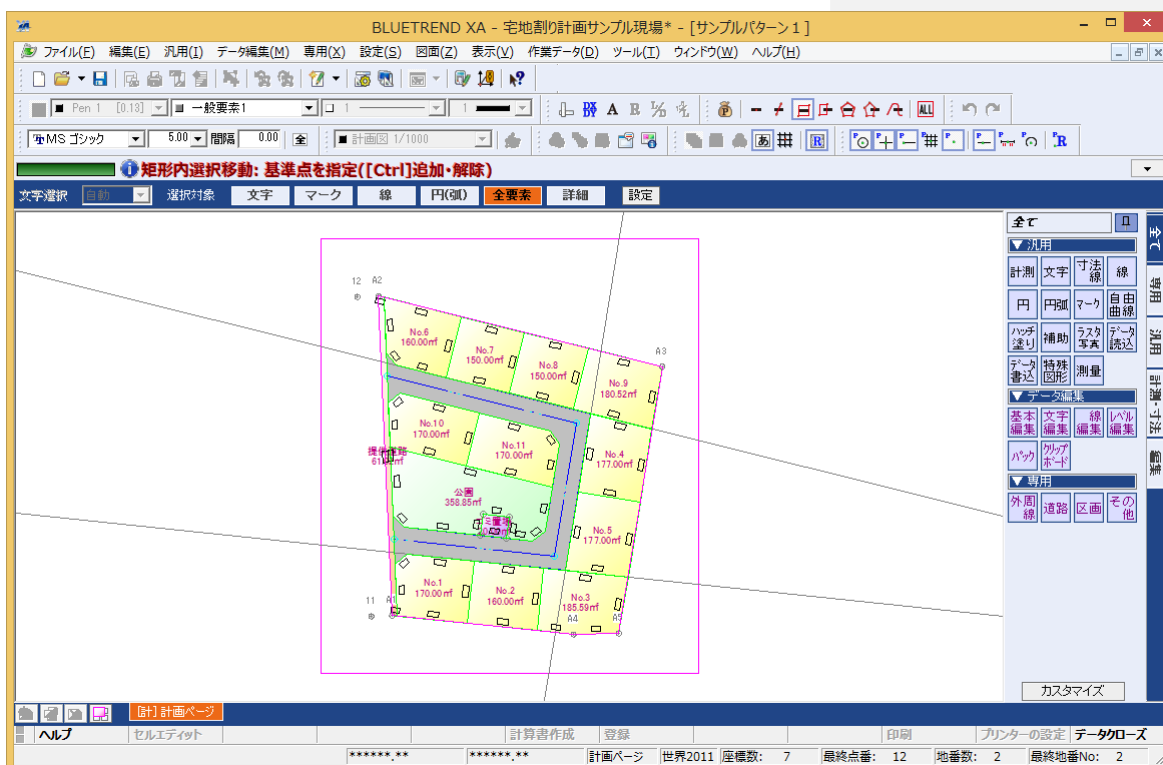 BLUETREND XA - 宅地割り計画サンプル現場* - [サンプルパターン1]
ファイル(F) 編集(E) 汎用(I) データ編集(M) 専用(X) 設定(S) 図面(Z) 表示(V) 作業データ(D) ツール(T) ウィンドウ(W) ヘルプ(H)
Pen 1 [0.13] 一般要素1 1 1 A ALL
MS ゴシック 5.00 間隔 0.00 全 計画図 1/1000 あ R
矩形内選択移動: 基準点を指定([Ctrl]追加・解除)
文字選択 自動 選択対象 文字 マーク 線 円(弧) 全要素 詳細 設定
12 A2
No.6
160.00㎡
No.7
150.00㎡
No.8
150.00㎡
A3
No.9
180.52㎡
No.10
170.00㎡
No.11
170.00㎡
No.4
177.00㎡
公園
358.85㎡
No.5
177.00㎡
No.1
170.00㎡
No.2
160.00㎡
No.3
185.59㎡
11 A1
A4
A5
全て
▼ 汎用
計測 文字 寸法線 線
円 円弧 マーク 自由曲線
ハッチ塗り 補助 ラスタ写真 データ読込
データ書込 特殊図形 測量
▼ データ編集
基本編集 文字編集 線編集 レベル編集
パック クリップボード
▼ 専用
外周線 道路 区画 その他
カスタマイズ
全て
専用
汎用
計測・寸法
編集
[計]計画ページ
ヘルプ セルエディット 計算書作成 登録 印刷 プリンターの設定 データクローズ
******.** ******.** 計画ページ 世界2011 座標数: 7 最終点番: 12 地番数: 2 最終地番No: 2